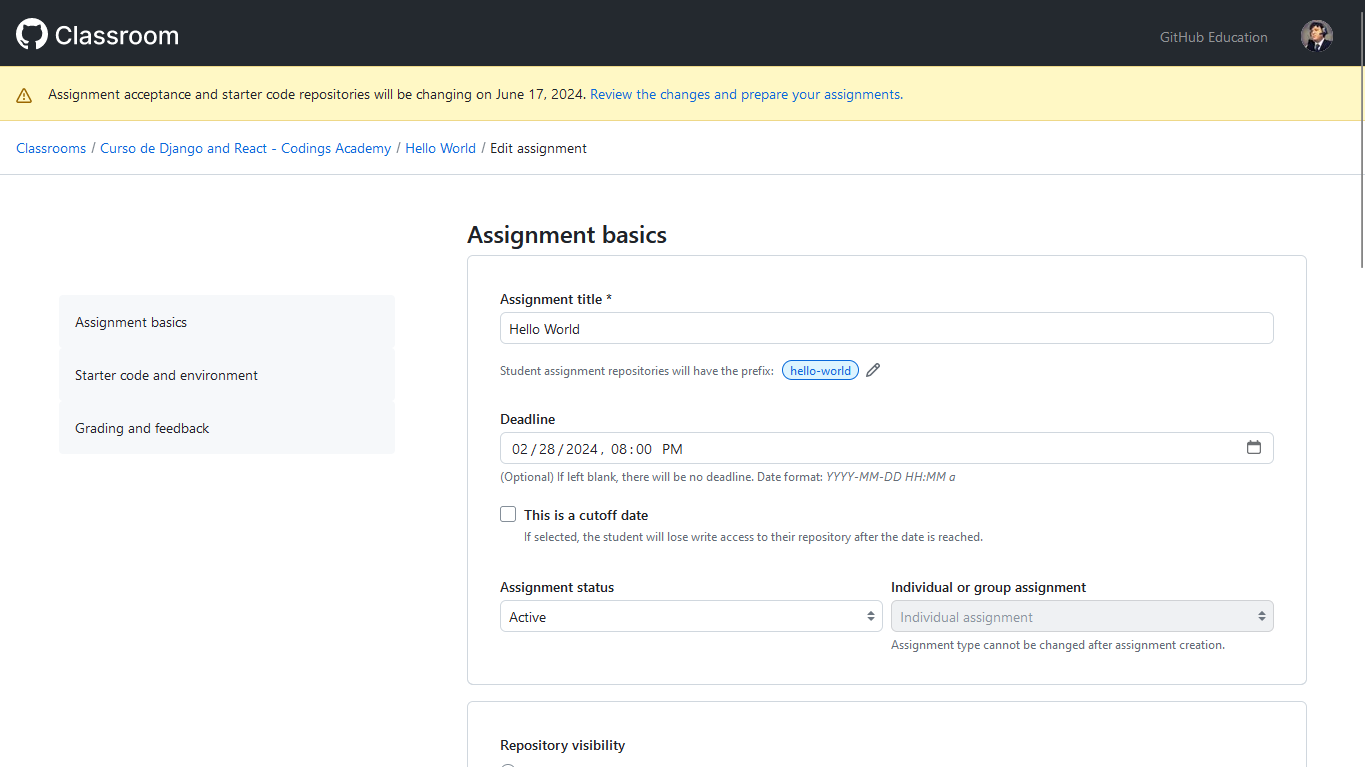 Classroom
GitHub Education
Assignment acceptance and starter code repositories will be changing on June 17, 2024. Review the changes and prepare your assignments.
Classrooms / Curso de Django and React - Codings Academy / Hello World / Edit assignment
Assignment basics
Starter code and environment
Grading and feedback
Assignment basics
Assignment title *
Hello World
Student assignment repositories will have the prefix: hello-world
Deadline
02/28/2024, 08:00 PM
(Optional) If left blank, there will be no deadline. Date format: YYYY-MM-DD HH:MM a
This is a cutoff date
If selected, the student will lose write access to their repository after the date is reached.
Assignment status
Active
Individual or group assignment
Individual assignment
Assignment type cannot be changed after assignment creation.
Repository visibility